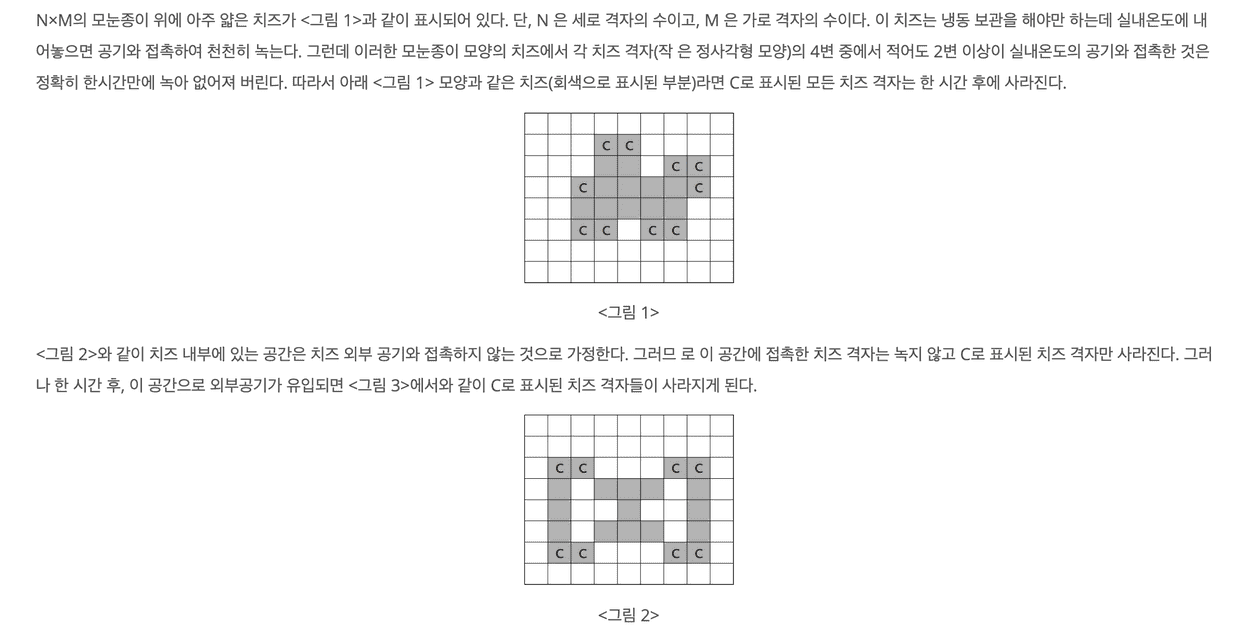 N×M의 모눈종이 위에 아주 얇은 치즈가 <그림 1>과 같이 표시되어 있다. 단, N 은 세로 격자의 수이고, M 은 가로 격자의 수이다. 이 치즈는 냉동 보관을 해야만 하는데 실내온도에 내
어놓으면 공기와 접촉하여 천천히 녹는다. 그런데 이러한 모눈종이 모양의 치즈에서 각 치즈 격자(작 은 정사각형 모양)의 4변 중에서 적어도 2변 이상이 실내온도의 공기와 접촉한 것은
정확히 한시간만에 녹아 없어져 버린다. 따라서 아래 <그림 1> 모양과 같은 치즈(회색으로 표시된 부분)라면 C로 표시된 모든 치즈 격자는 한 시간 후에 사라진다.
C C
C C
C C
C C C C
<그림 1>
<그림 2>와 같이 치즈 내부에 있는 공간은 치즈 외부 공기와 접촉하지 않는 것으로 가정한다. 그러므 로 이 공간에 접촉한 치즈 격자는 녹지 않고 C로 표시된 치즈 격자만 사라진다. 그러
나 한 시간 후, 이 공간으로 외부공기가 유입되면 <그림 3>에서와 같이 C로 표시된 치즈 격자들이 사라지게 된다.
C C C C
C C C C
<그림 2>